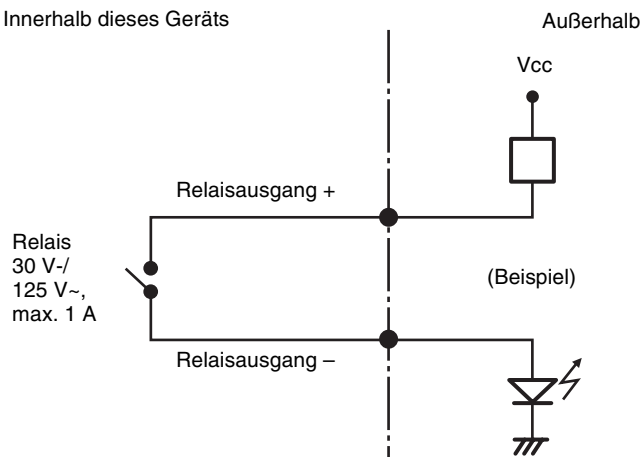 Innerhalb dieses Geräts
Außerhalb
Vcc
Relaisausgang +
Relais
30 V-/
125 V~,
max. 1 A
(Beispiel)
Relaisausgang –